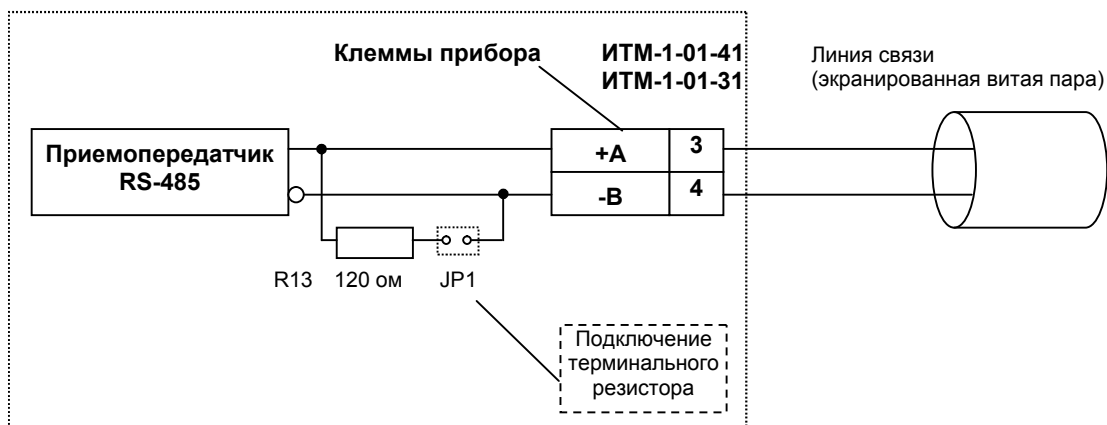 Клеммы прибора
ИТМ-1-01-41
ИТМ-1-01-31
Линия связи
(экранированная витая пара)
Приемопередатчик
RS-485
+A
3
-B
4
R13
120 ом
JP1
Подключение
терминального
резистора